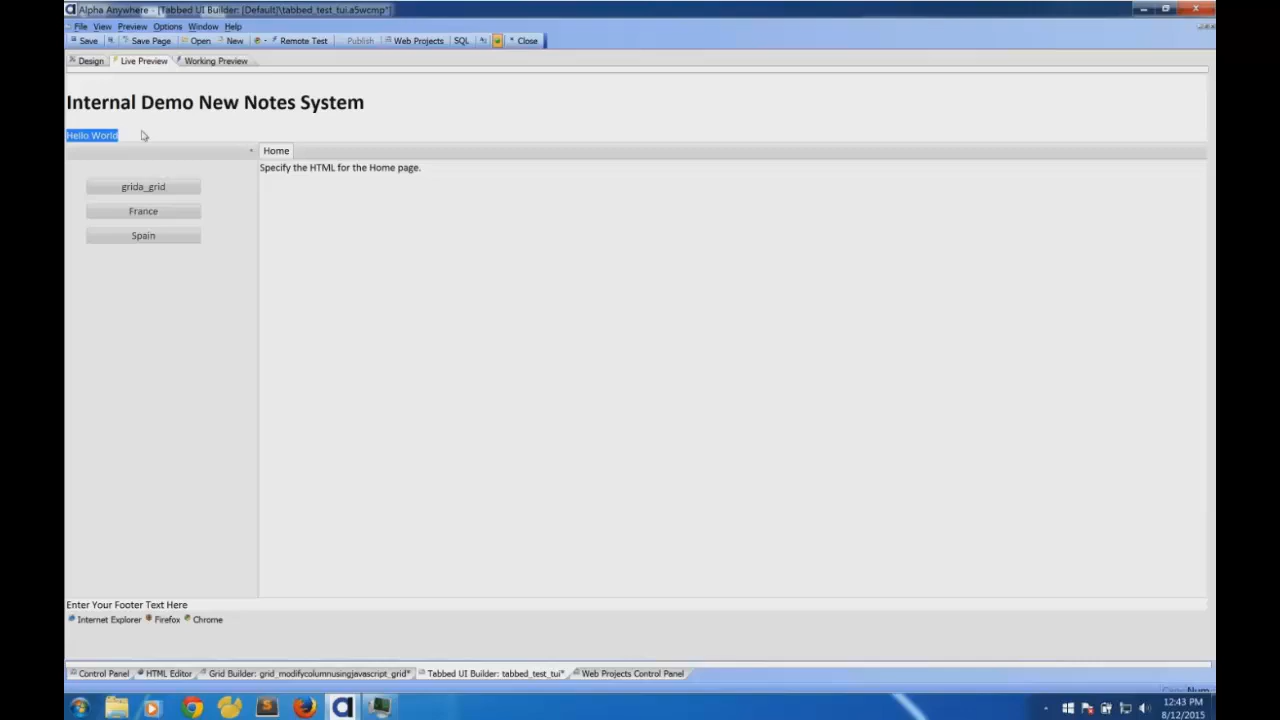 Alpha Anywhere - [Tabbed UI Builder: [Default]\tabbed_test_tui.a5wcmp*]
File View Preview Options Window Help
Save Save Page Open New Remote Test Publish Web Projects SQL Close
Design Live Preview Working Preview
Internal Demo New Notes System
Hello World
Home
Specify the HTML for the Home page.
grida_grid
France
Spain
Enter Your Footer Text Here
Internet Explorer Firefox Chrome
Control Panel HTML Editor Grid Builder: grid_modifycolumnusingjavascript_grid* Tabbed UI Builder: tabbed_test_tui* Web Projects Control Panel
Num
12:43 PM
8/12/2015